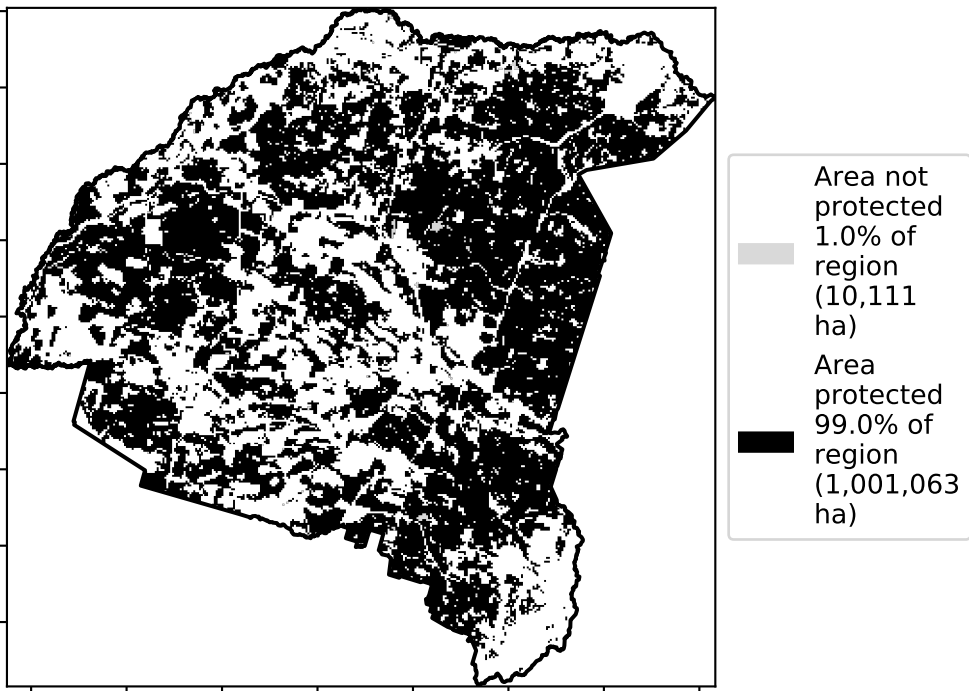 Area not
protected
1.0% of
region
(10,111
ha)
Area
protected
99.0% of
region
(1,001,063
ha)